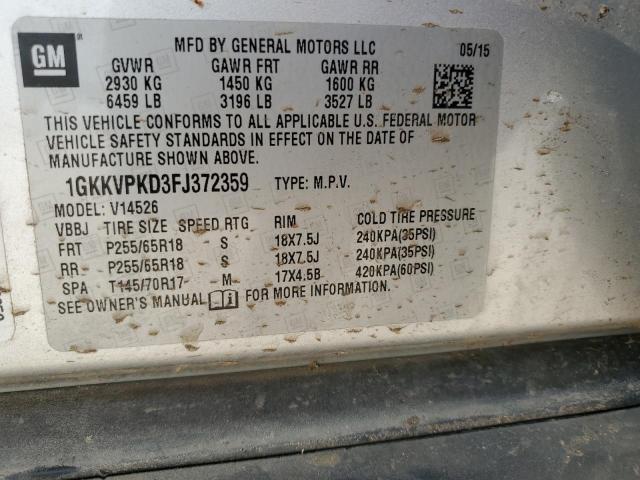 GM
MFD BY GENERAL MOTORS LLC 05/15
GVWR GAWR FRT GAWR RR
2930 KG 1450 KG 1600 KG
6459 LB 3196 LB 3527 LB
THIS VEHICLE CONFORMS TO ALL APPLICABLE U.S. FEDERAL MOTOR
VEHICLE SAFETY STANDARDS IN EFFECT ON THE DATE OF
MANUFACTURE SHOWN ABOVE.
1GKKVPKD3FJ372359 TYPE: M.P.V.
MODEL: V14526
VBBJ TIRE SIZE SPEED RTG RIM COLD TIRE PRESSURE
FRT P255/65R18 S 18X7.5J 240KPA(35PSI)
RR P255/65R18 S 18X7.5J 240KPA(35PSI)
SPA T145/70R17 M 17X4.5B 420KPA(60PSI)
SEE OWNER'S MANUAL i FOR MORE INFORMATION.